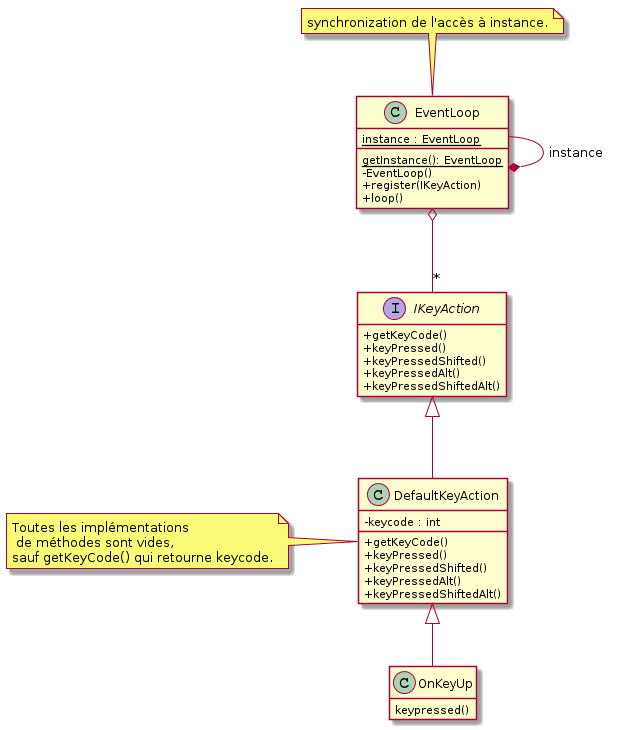 synchronization de l'accès à instance.
C EventLoop
instance : EventLoop
getInstance(): EventLoop
-EventLoop()
+register(IKeyAction)
+loop()
instance
*
I IKeyAction
+getKeyCode()
+keyPressed()
+keyPressedShifted()
+keyPressedAlt()
+keyPressedShiftedAlt()
Toutes les implémentations
de méthodes sont vides,
sauf getKeyCode() qui retourne keycode.
C DefaultKeyAction
-keycode : int
+getKeyCode()
+keyPressed()
+keyPressedShifted()
+keyPressedAlt()
+keyPressedShiftedAlt()
C OnKeyUp
keypressed()